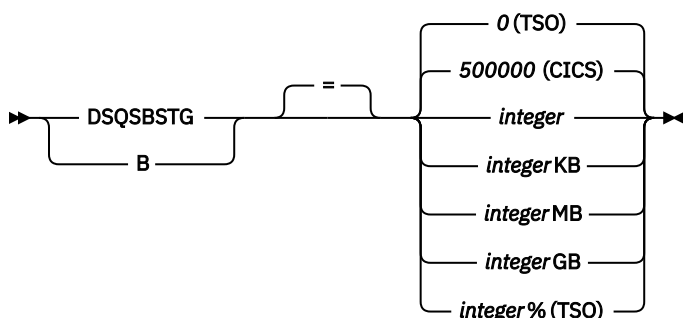 0 (TSO)
500000 (CICS)
=
DSQSBSTG
integer
B
integer KB
integer MB
integer GB
integer % (TSO)